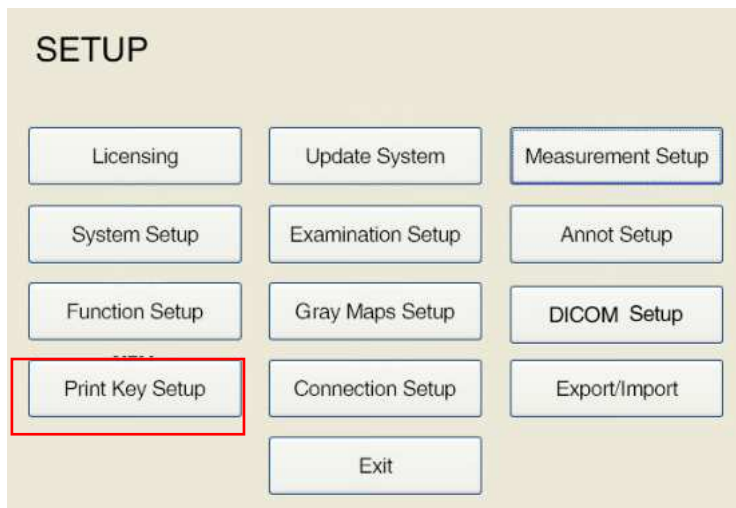 SETUP
Licensing
Update System
Measurement Setup
System Setup
Examination Setup
Annot Setup
Function Setup
Gray Maps Setup
DICOM Setup
Print Key Setup
Connection Setup
Export/Import
Exit